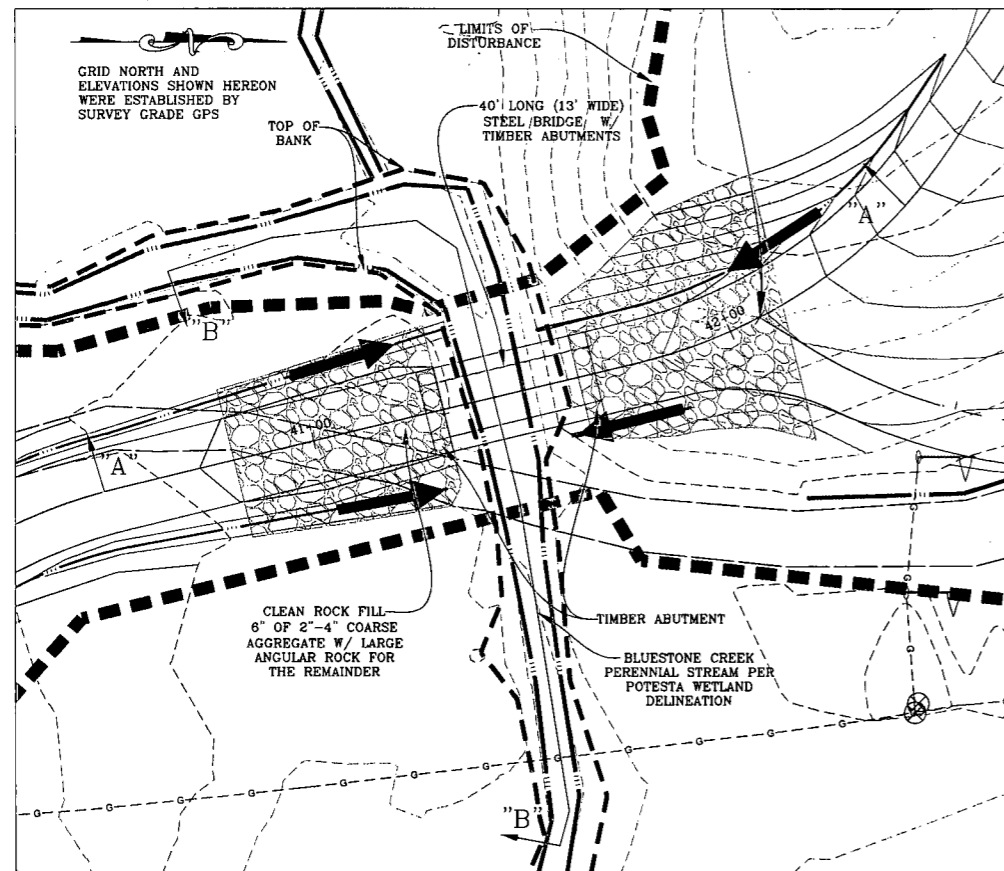 GRID NORTH AND
ELEVATIONS SHOWN HEREON
WERE ESTABLISHED BY
SURVEY GRADE GPS
LIMITS OF
DISTURBANCE
40' LONG (13' WIDE)
STEEL BRIDGE W/
TIMBER ABUTMENTS
TOP OF
BANK
"A"
"B"
42+00
41+00
"A"
CLEAN ROCK FILL
6" OF 2"-4" COARSE
AGGREGATE W/ LARGE
ANGULAR ROCK FOR
THE REMAINDER
TIMBER ABUTMENT
BLUESTONE CREEK
PERENNIAL STREAM PER
POTESTA WETLAND
DELINEATION
G
G
G
G G G G G G G G G G
"B"